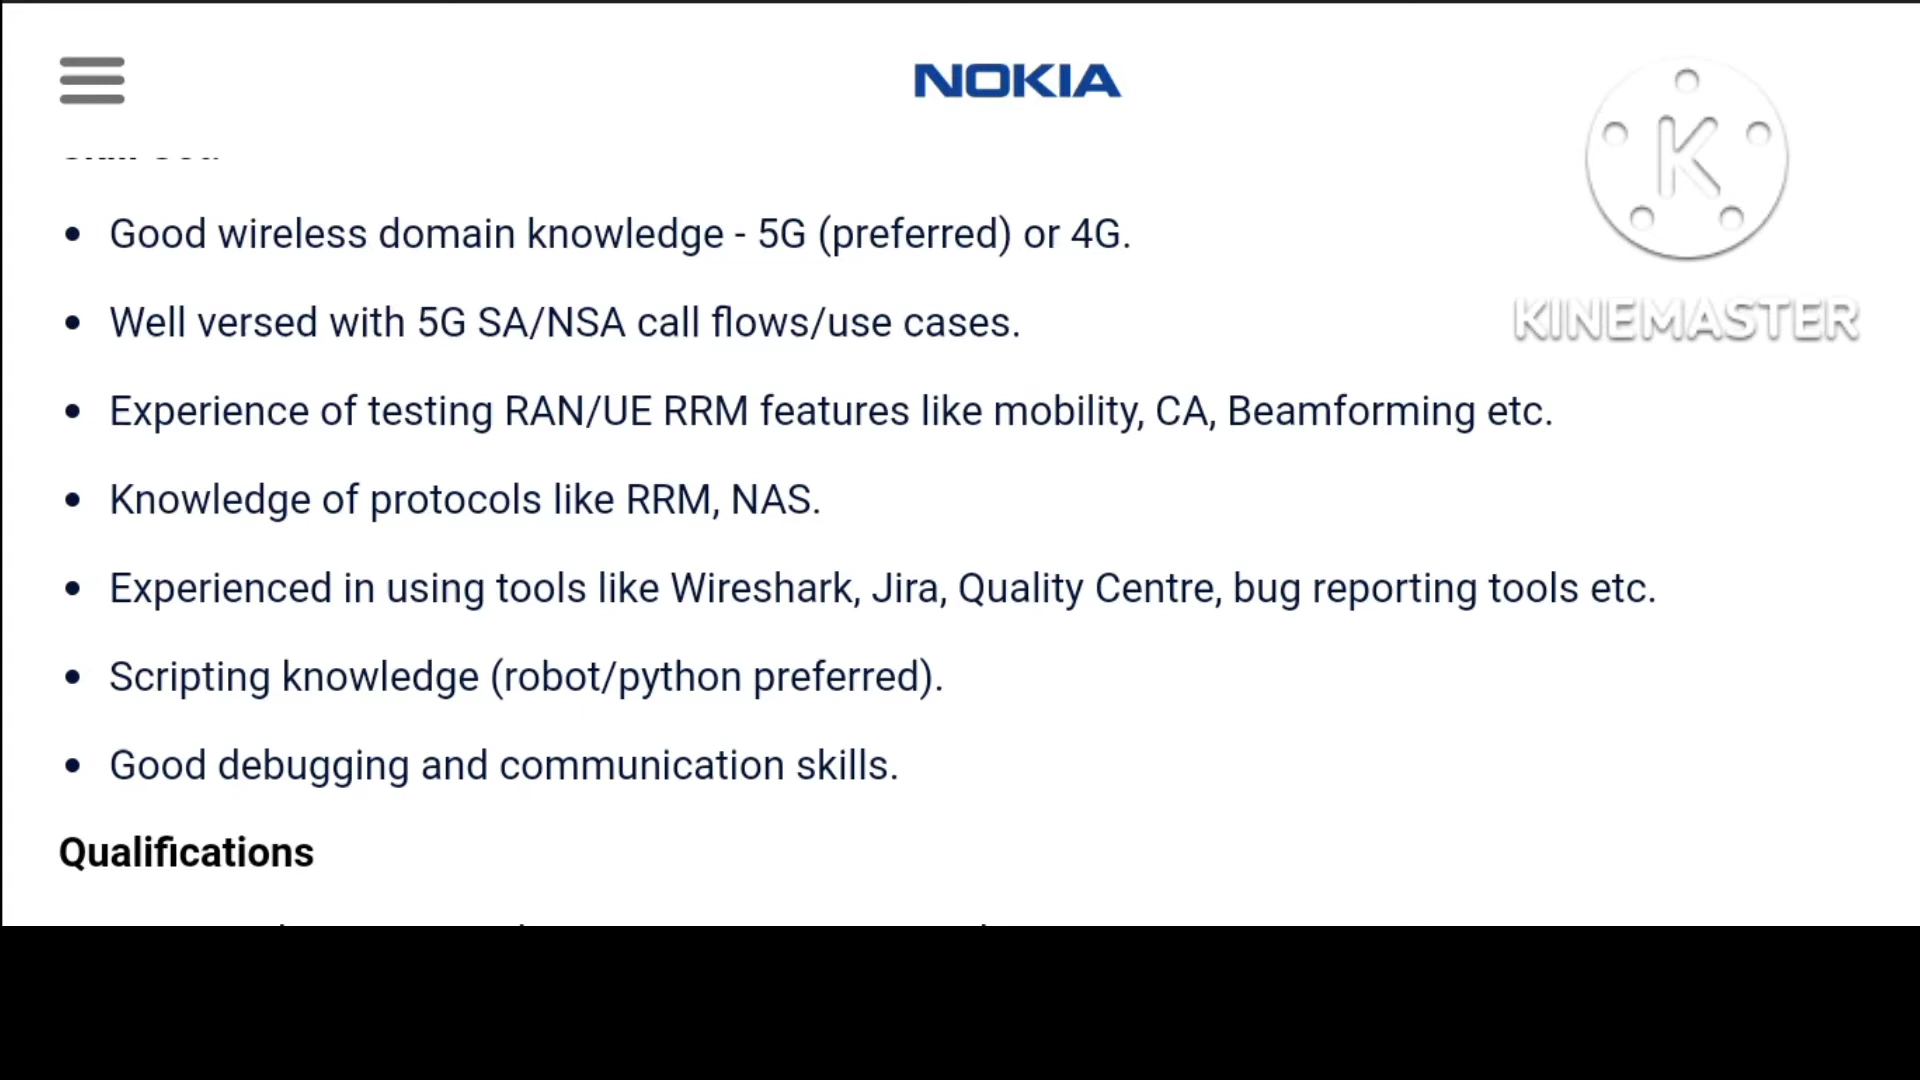 NOKIA
K
KINEMASTER
• Good wireless domain knowledge - 5G (preferred) or 4G.
• Well versed with 5G SA/NSA call flows/use cases.
• Experience of testing RAN/UE RRM features like mobility, CA, Beamforming etc.
• Knowledge of protocols like RRM, NAS.
• Experienced in using tools like Wireshark, Jira, Quality Centre, bug reporting tools etc.
• Scripting knowledge (robot/python preferred).
• Good debugging and communication skills.
Qualifications